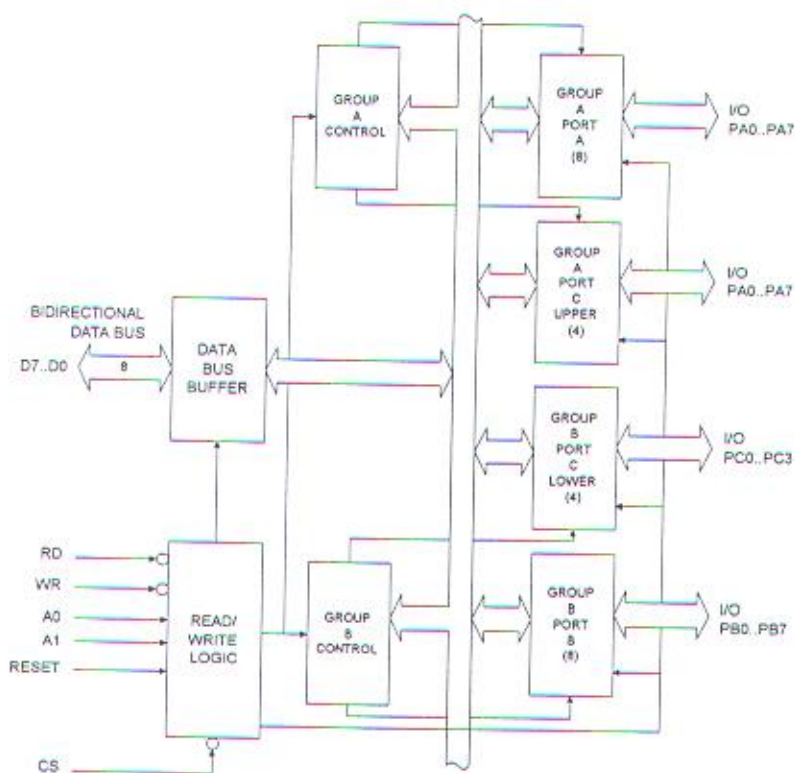 GROUP
A
CONTROL
GROUP
A
PORT
A
(8)
I/O
PA0..PA7
GROUP
A
PORT
C
UPPER
(4)
I/O
PA0..PA7
BIDIRECTIONAL
DATA BUS
D7..D0
8
DATA
BUS
BUFFER
GROUP
B
PORT
C
LOWER
(4)
I/O
PC0..PC3
RD
WR
A0
A1
RESET
CS
READ/
WRITE
LOGIC
GROUP
B
CONTROL
GROUP
B
PORT
B
(8)
I/O
PB0..PB7